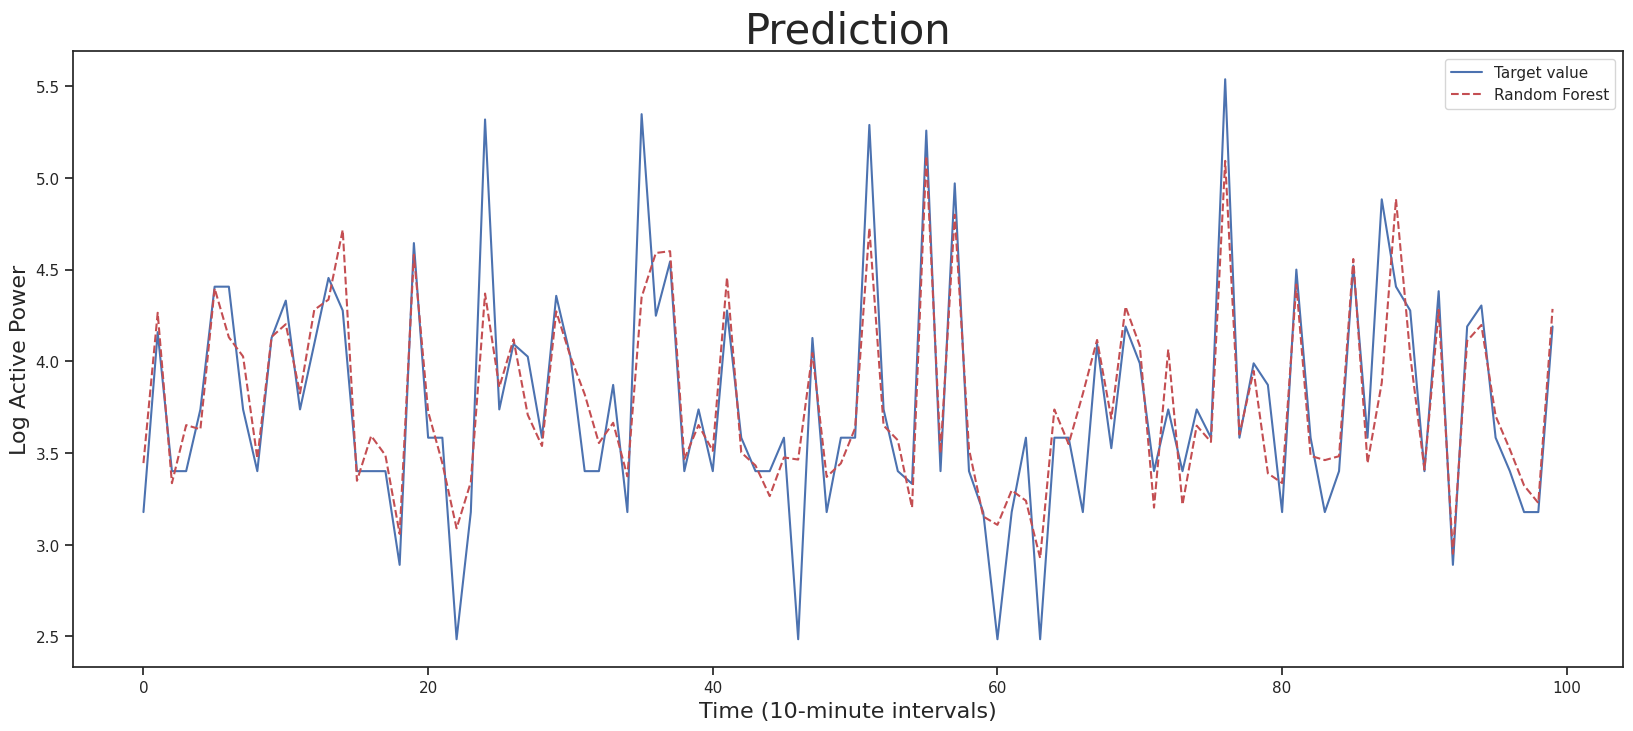 Prediction
Target value
Random Forest
Log Active Power
5.5
5.0
4.5
4.0
3.5
3.0
2.5
0
20
40
60
80
100
Time (10-minute intervals)